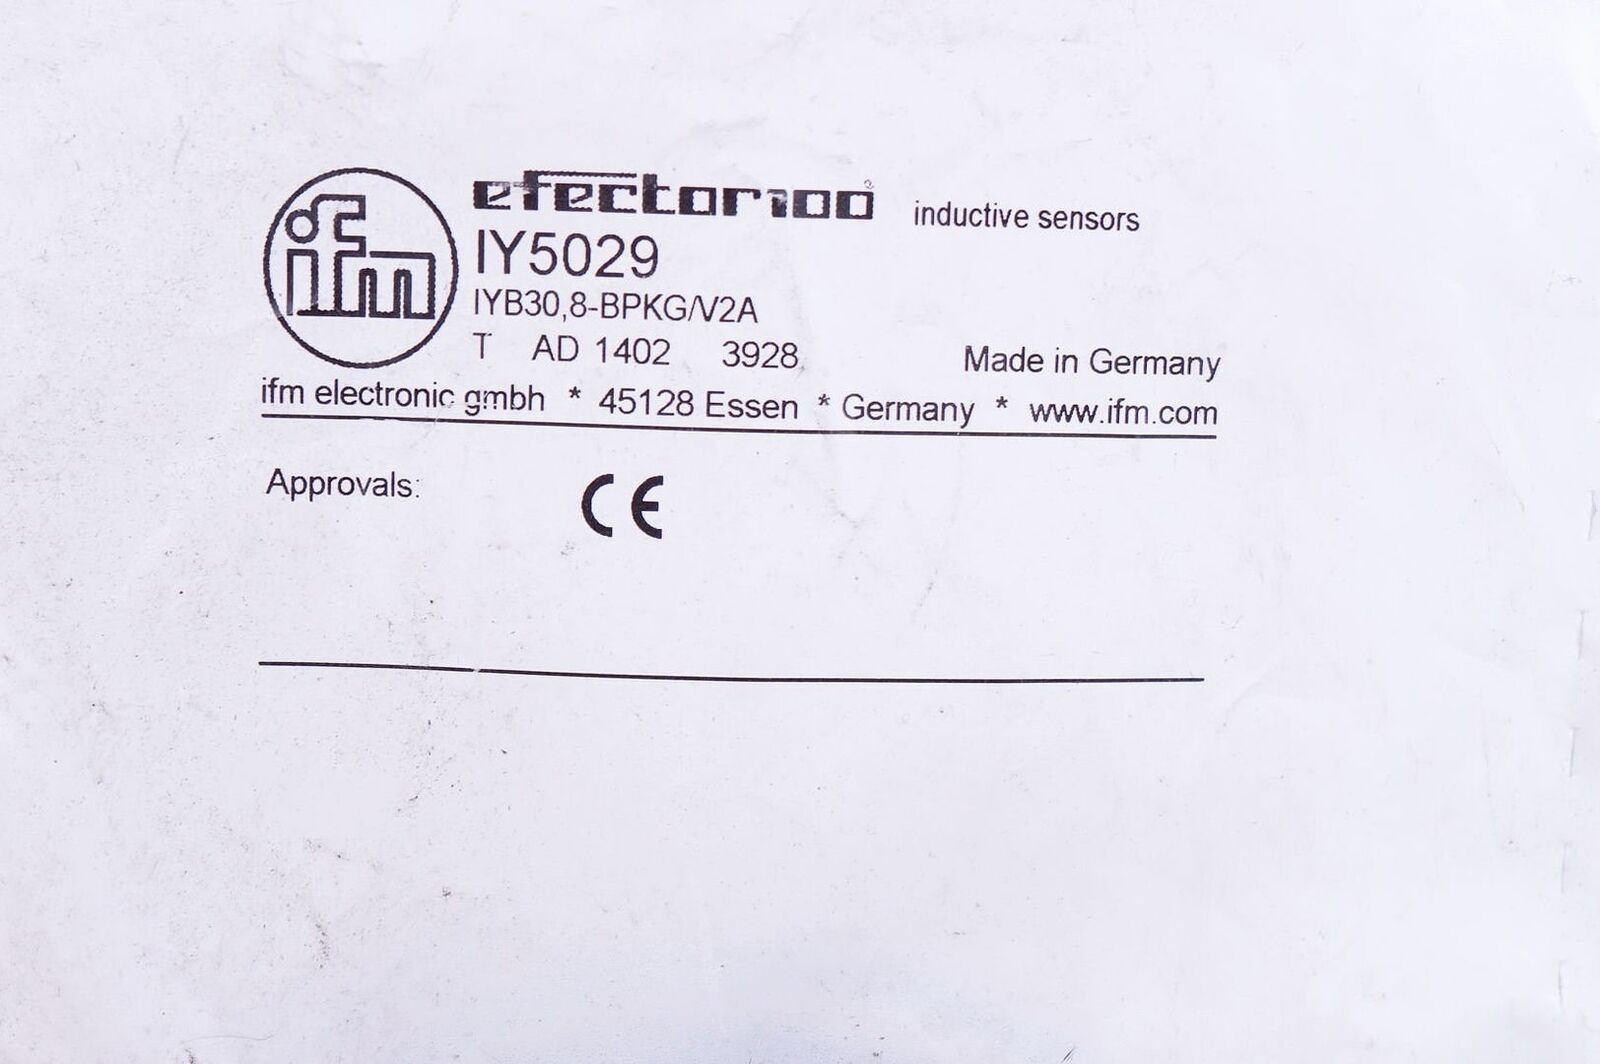 ifm
efector100® inductive sensors
IY5029
IYB30,8-BPKG/V2A
T AD 1402 3928
Made in Germany
ifm electronic gmbh * 45128 Essen * Germany * www.ifm.com
Approvals: CE